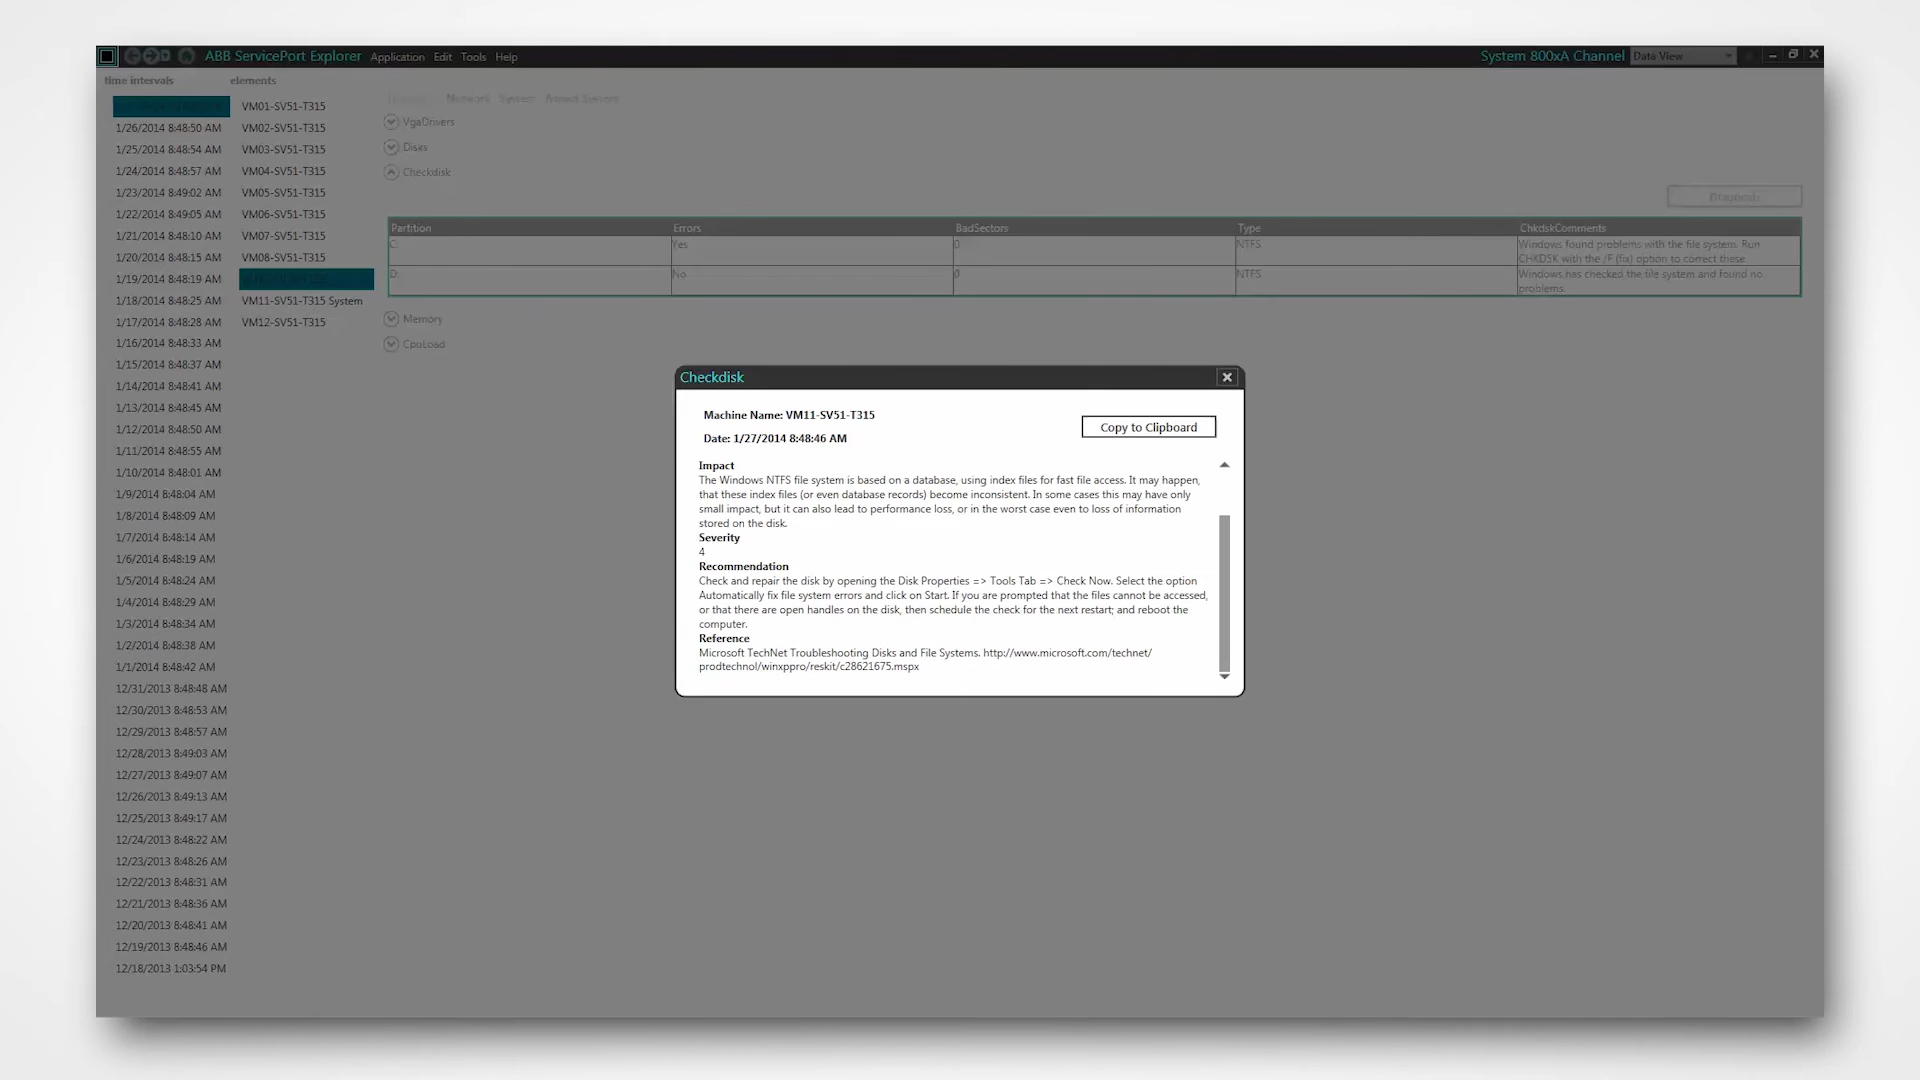 ABB ServicePort Explorer Application Edit Tools Help
System 800xA Channel Data View
time intervals
elements
1/26/2014 8:48:50 AM
1/25/2014 8:48:54 AM
1/24/2014 8:48:57 AM
1/23/2014 8:49:02 AM
1/22/2014 8:49:05 AM
1/21/2014 8:48:10 AM
1/20/2014 8:48:15 AM
1/19/2014 8:48:19 AM
1/18/2014 8:48:25 AM
1/17/2014 8:48:28 AM
1/16/2014 8:48:33 AM
1/15/2014 8:48:37 AM
1/14/2014 8:48:41 AM
1/13/2014 8:48:45 AM
1/12/2014 8:48:50 AM
1/11/2014 8:48:55 AM
1/10/2014 8:48:01 AM
1/9/2014 8:48:04 AM
1/8/2014 8:48:09 AM
1/7/2014 8:48:14 AM
1/6/2014 8:48:19 AM
1/5/2014 8:48:24 AM
1/4/2014 8:48:29 AM
1/3/2014 8:48:34 AM
1/2/2014 8:48:38 AM
1/1/2014 8:48:42 AM
12/31/2013 8:48:48 AM
12/30/2013 8:48:53 AM
12/29/2013 8:48:57 AM
12/28/2013 8:49:03 AM
12/27/2013 8:49:07 AM
12/26/2013 8:49:13 AM
12/25/2013 8:49:17 AM
12/24/2013 8:48:22 AM
12/23/2013 8:48:26 AM
12/22/2013 8:48:31 AM
12/21/2013 8:48:36 AM
12/20/2013 8:48:41 AM
12/19/2013 8:48:46 AM
12/18/2013 1:03:54 PM
VM01-SV51-T315
VM02-SV51-T315
VM03-SV51-T315
VM04-SV51-T315
VM05-SV51-T315
VM06-SV51-T315
VM07-SV51-T315
VM08-SV51-T315
VM11-SV51-T315 System
VM12-SV51-T315
Network System
VgaDrivers
Disks
Checkdisk
Partition Errors BadSectors Type ChkdskComments
C: Yes 0 NTFS Windows found problems with the file system. Run
CHKDSK with the /F (fix) option to correct these
D: No 0 NTFS Windows has checked the file system and found no
problems.
Memory
CpuLoad
Checkdisk
Machine Name: VM11-SV51-T315
Copy to Clipboard
Date: 1/27/2014 8:48:46 AM
Impact
The Windows NTFS file system is based on a database, using index files for fast file access. It may happen,
that these index files (or even database records) become inconsistent. In some cases this may have only
small impact, but it can also lead to performance loss, or in the worst case even to loss of information
stored on the disk.
Severity
4
Recommendation
Check and repair the disk by opening the Disk Properties => Tools Tab => Check Now. Select the option
Automatically fix file system errors and click on Start. If you are prompted that the files cannot be accessed,
or that there are open handles on the disk, then schedule the check for the next restart; and reboot the
computer.
Reference
Microsoft TechNet Troubleshooting Disks and File Systems. http://www.microsoft.com/technet/
prodtechnol/winxppro/reskit/c28621675.mspx